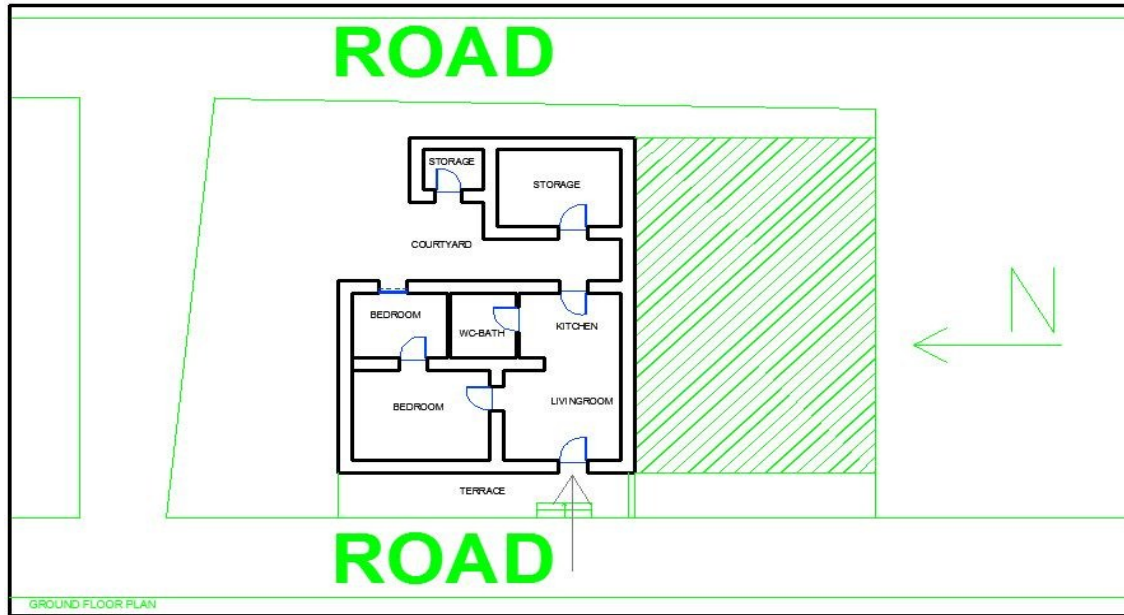 ROAD
STORAGE
STORAGE
COURTYARD
BEDROOM
WC-BATH
KITCHEN
N
BEDROOM
LIVINGROOM
TERRACE
ROAD
GROUND FLOOR PLAN